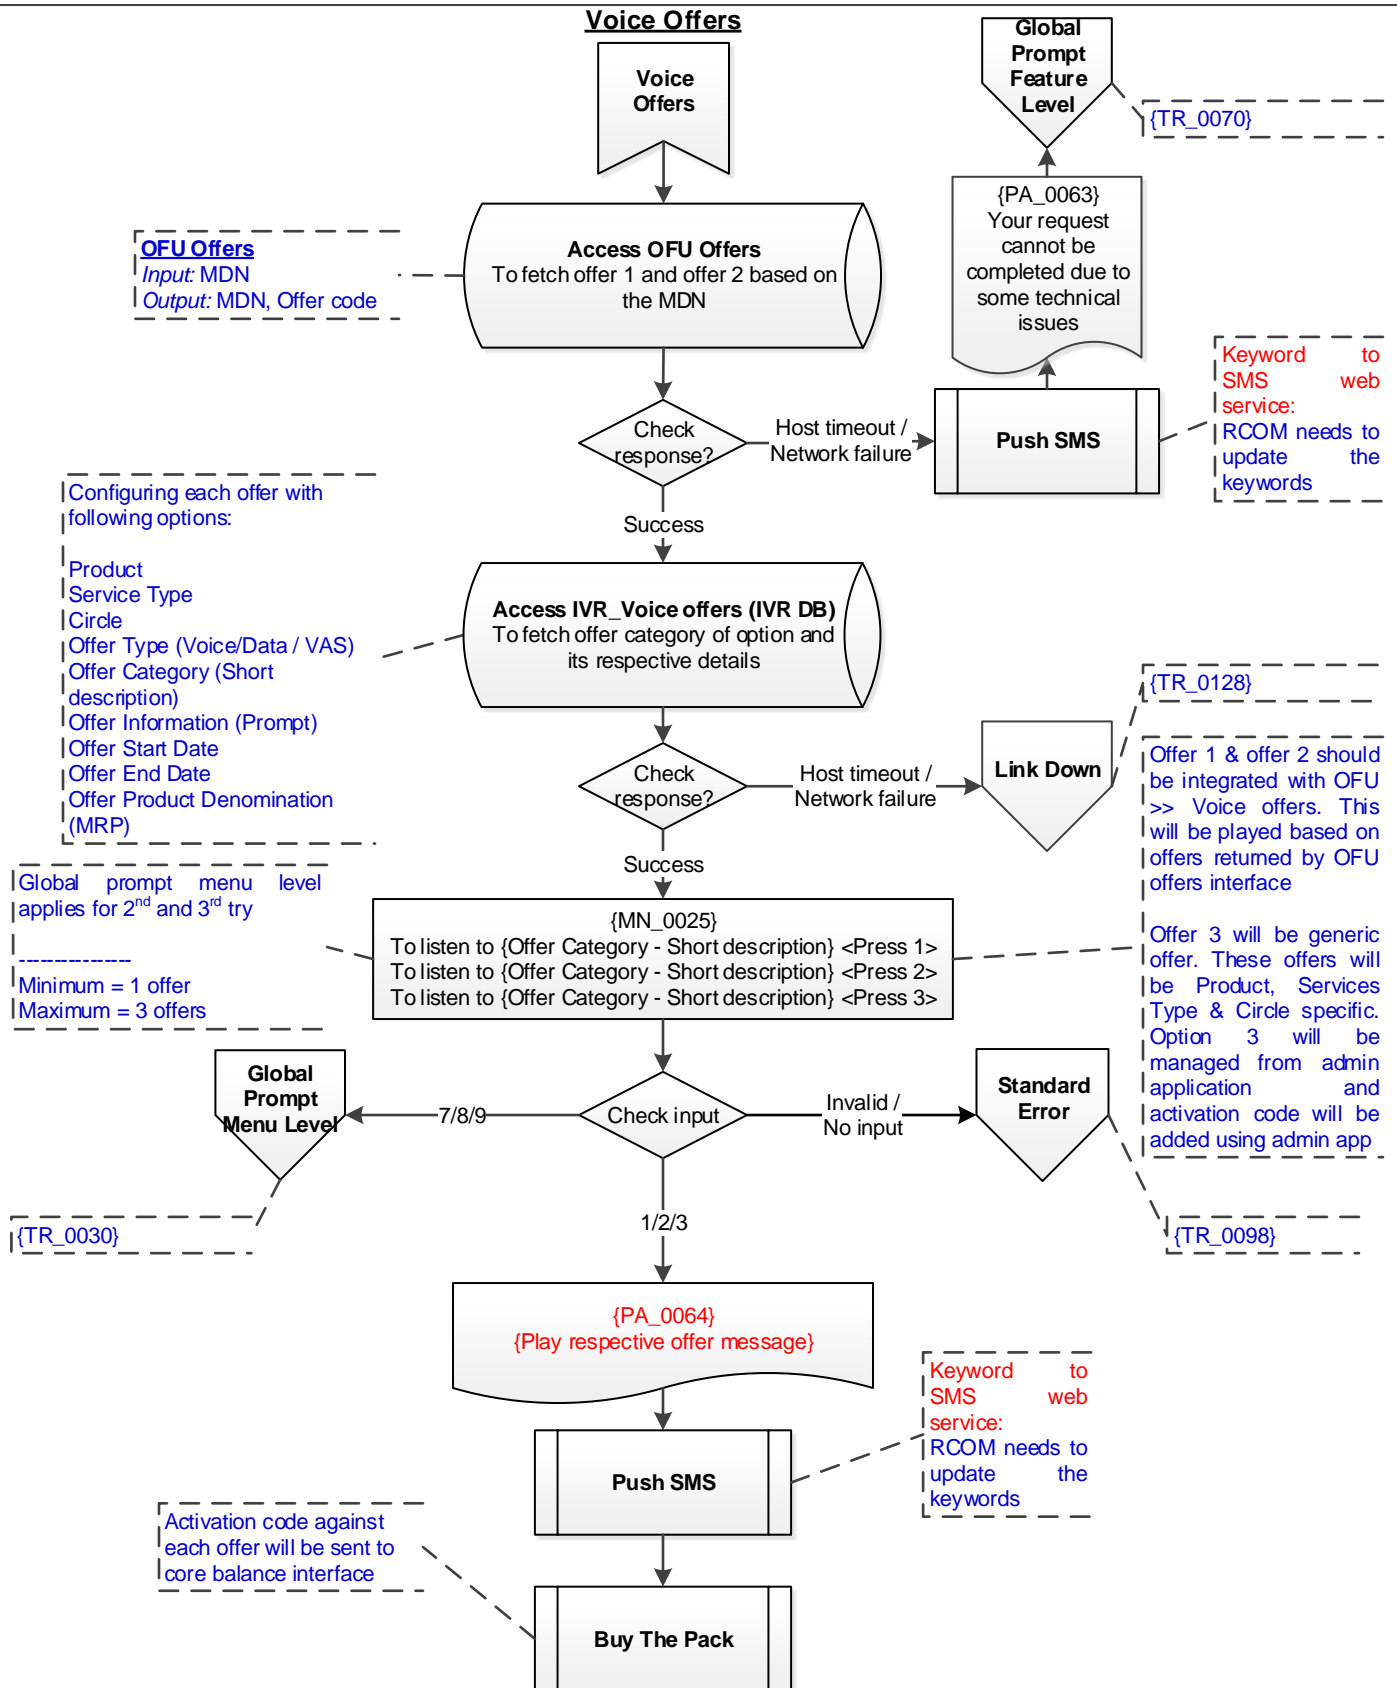 Voice Offers
Voice
Offers
Global
Prompt
Feature
Level
{TR_0070}
{PA_0063}
Your request
cannot be
completed due to
some technical
issues
OFU Offers
Input: MDN
Output: MDN, Offer code
Access OFU Offers
To fetch offer 1 and offer 2 based on
the MDN
Keyword to
SMS web
service:
RCOM needs to
update the
keywords
Check
response?
Host timeout /
Network failure
Push SMS
Success
Configuring each offer with
following options:
Product
Service Type
Circle
Offer Type (Voice/Data / VAS)
Offer Category (Short
description)
Offer Information (Prompt)
Offer Start Date
Offer End Date
Offer Product Denomination
(MRP)
Access IVR_Voice offers (IVR DB)
To fetch offer category of option and
its respective details
{TR_0128}
Check
response?
Host timeout /
Network failure
Link Down
Success
Offer 1 & offer 2 should
be integrated with OFU
>> Voice offers. This
will be played based on
offers returned by OFU
offers interface
Offer 3 will be generic
offer. These offers will
be Product, Services
Type & Circle specific.
Option 3 will be
managed from admin
application and
activation code will be
added using admin app
Global prompt menu level
applies for 2nd and 3rd try
----------------
Minimum = 1 offer
Maximum = 3 offers
{MN_0025}
To listen to {Offer Category - Short description} <Press 1>
To listen to {Offer Category - Short description} <Press 2>
To listen to {Offer Category - Short description} <Press 3>
Global
Prompt
Menu Level
7/8/9
Check input
Invalid /
No input
Standard
Error
{TR_0030}
1/2/3
{TR_0098}
{PA_0064}
{Play respective offer message}
Keyword to
SMS web
service:
RCOM needs to
update the
keywords
Push SMS
Activation code against
each offer will be sent to
core balance interface
Buy The Pack